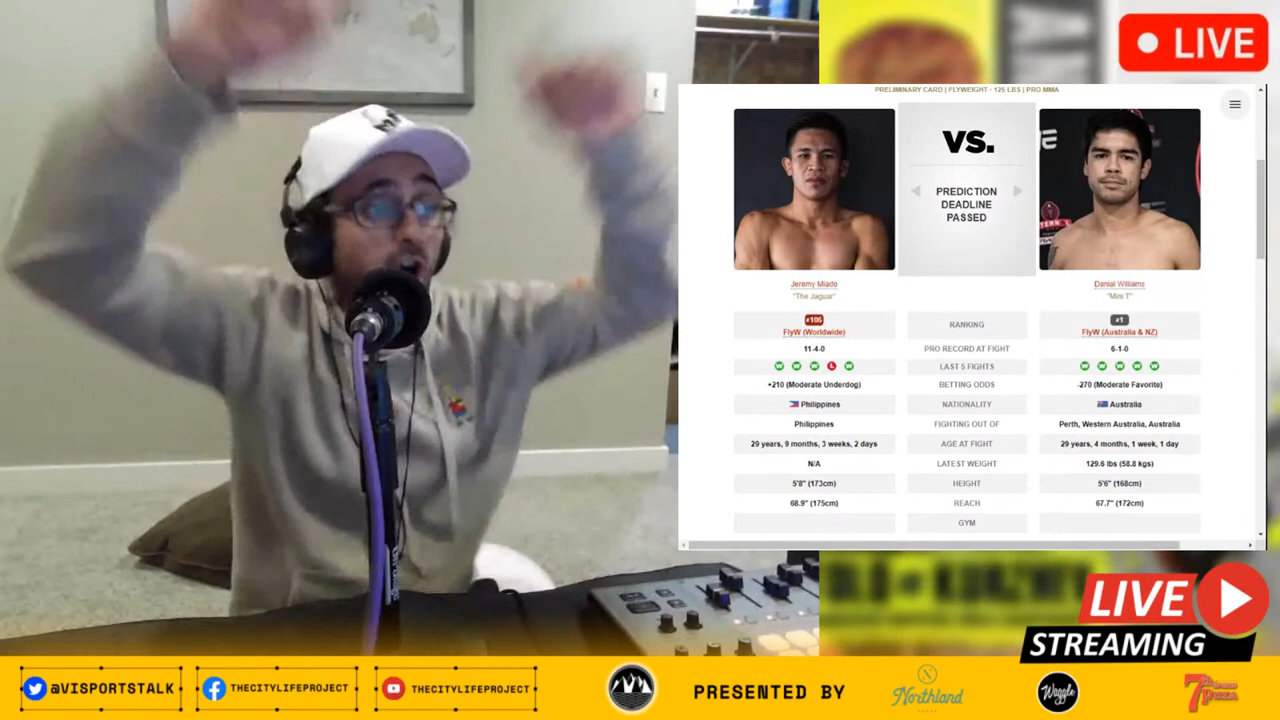 LIVE
PRELIMINARY CARD | FLYWEIGHT · 125 LBS | PRO MMA
VS.
PREDICTION
DEADLINE
PASSED
Jeremy Miado
"The Jaguar"
Danial Williams
"Mini T"
#106
FlyW (Worldwide)
RANKING
#1
FlyW (Australia & NZ)
11-4-0
PRO RECORD AT FIGHT
6-1-0
W W W L W
LAST 5 FIGHTS
W W W W W
+210 (Moderate Underdog)
BETTING ODDS
-270 (Moderate Favorite)
Philippines
NATIONALITY
Australia
Philippines
FIGHTING OUT OF
Perth, Western Australia, Australia
29 years, 9 months, 3 weeks, 2 days
AGE AT FIGHT
29 years, 4 months, 1 week, 1 day
N/A
LATEST WEIGHT
129.6 lbs (58.8 kgs)
5'8" (173cm)
HEIGHT
5'6" (168cm)
68.9" (175cm)
REACH
67.7" (172cm)
GYM
LIVE
STREAMING
@VISPORTSTALK
THECITYLIFEPROJECT
THECITYLIFEPROJECT
PRESENTED BY
Northland
Waggle